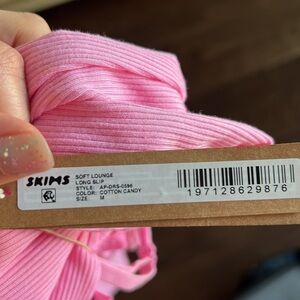 SKIMS
SOFT LOUNGE
LONG SLIP
STYLE: AP-DRS-0596
COLOR: COTTON CANDY
SIZE: M
197128629876